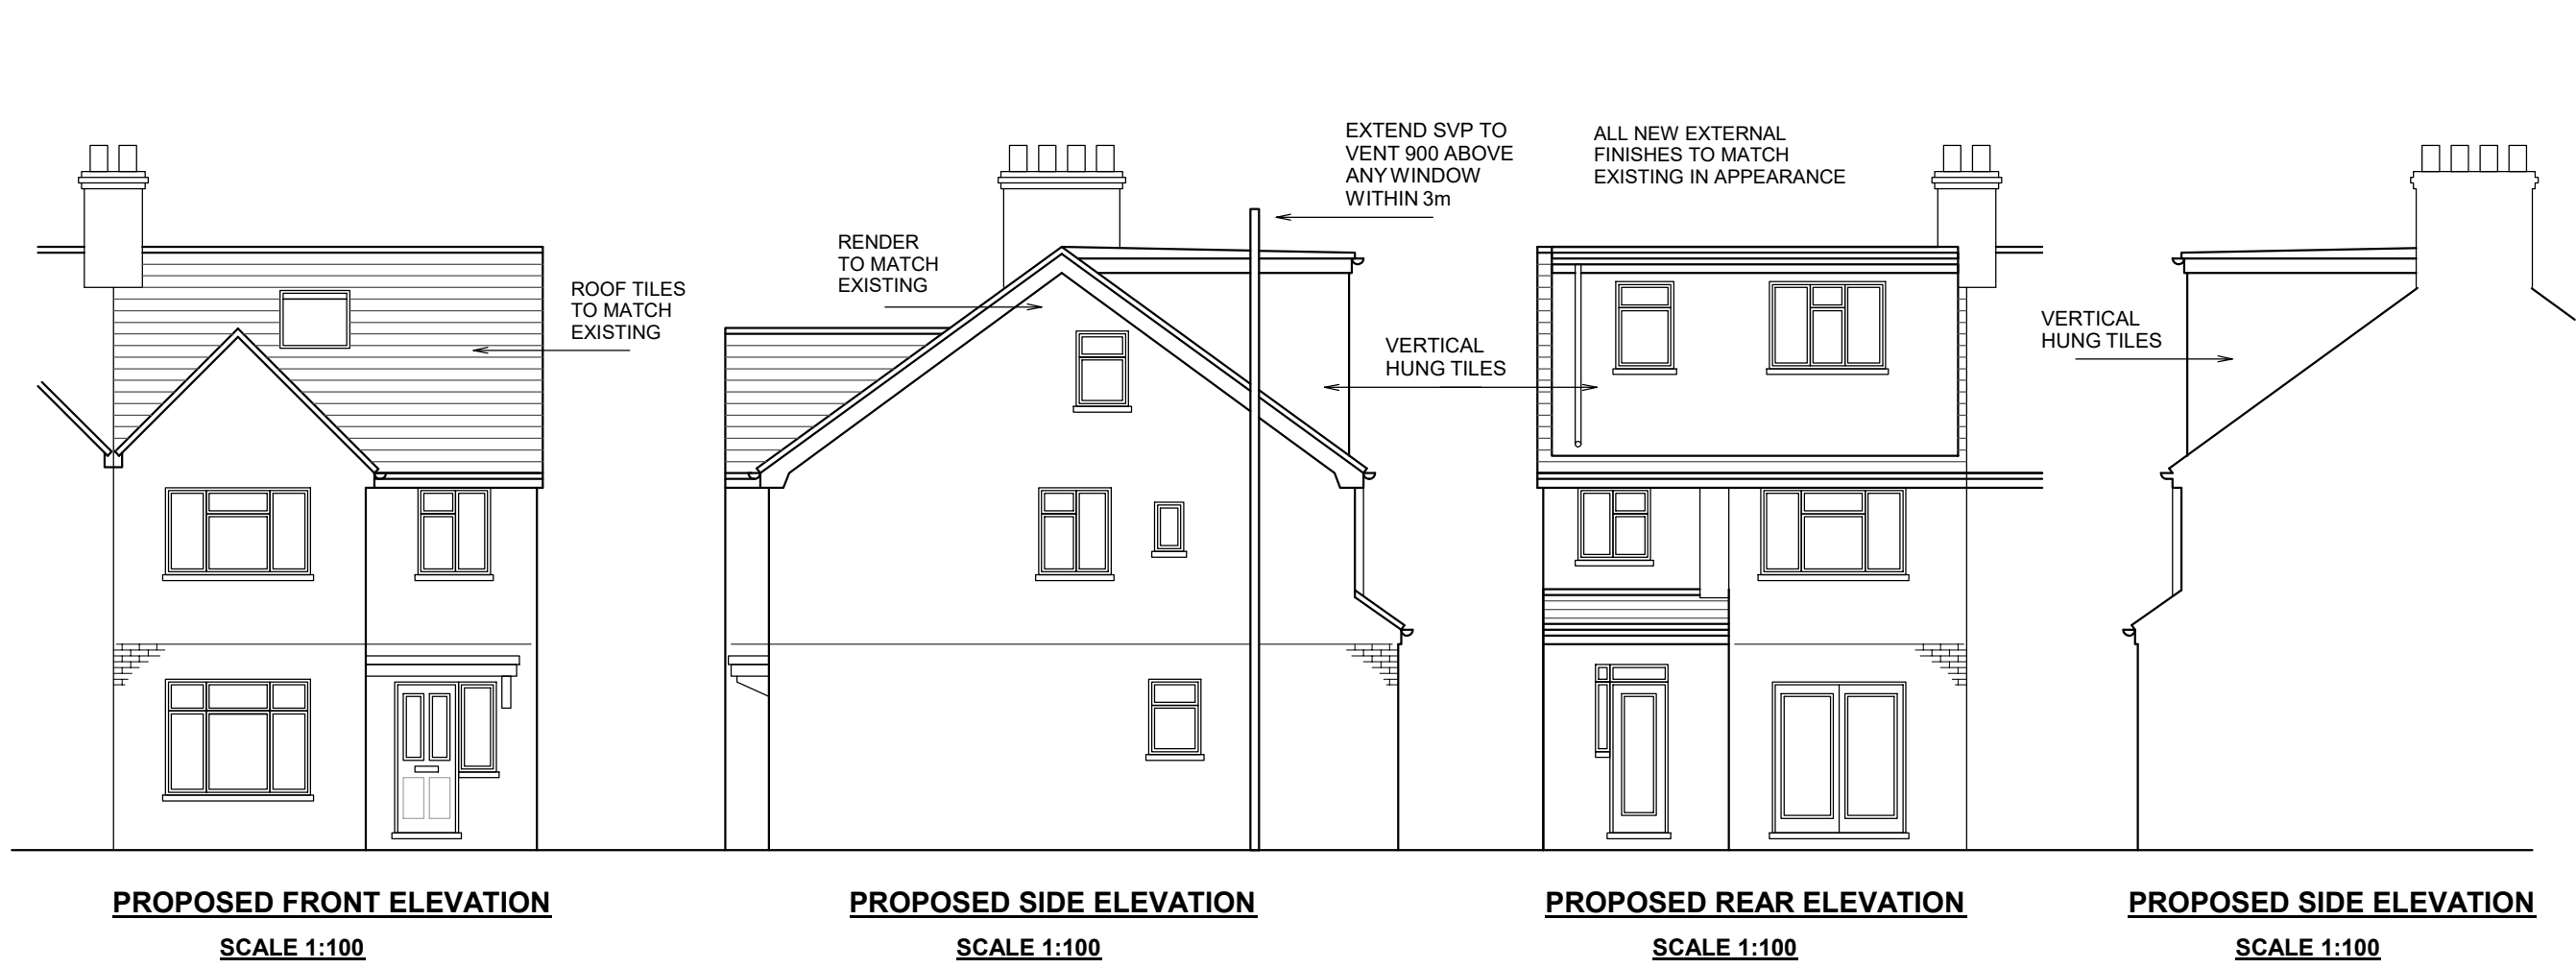 EXTEND SVP TO
VENT 900 ABOVE
ANY WINDOW
WITHIN 3m
ALL NEW EXTERNAL
FINISHES TO MATCH
EXISTING IN APPEARANCE
RENDER
TO MATCH
EXISTING
ROOF TILES
TO MATCH
EXISTING
VERTICAL
HUNG TILES
VERTICAL
HUNG TILES
PROPOSED FRONT ELEVATION
SCALE 1:100
PROPOSED SIDE ELEVATION
SCALE 1:100
PROPOSED REAR ELEVATION
SCALE 1:100
PROPOSED SIDE ELEVATION
SCALE 1:100